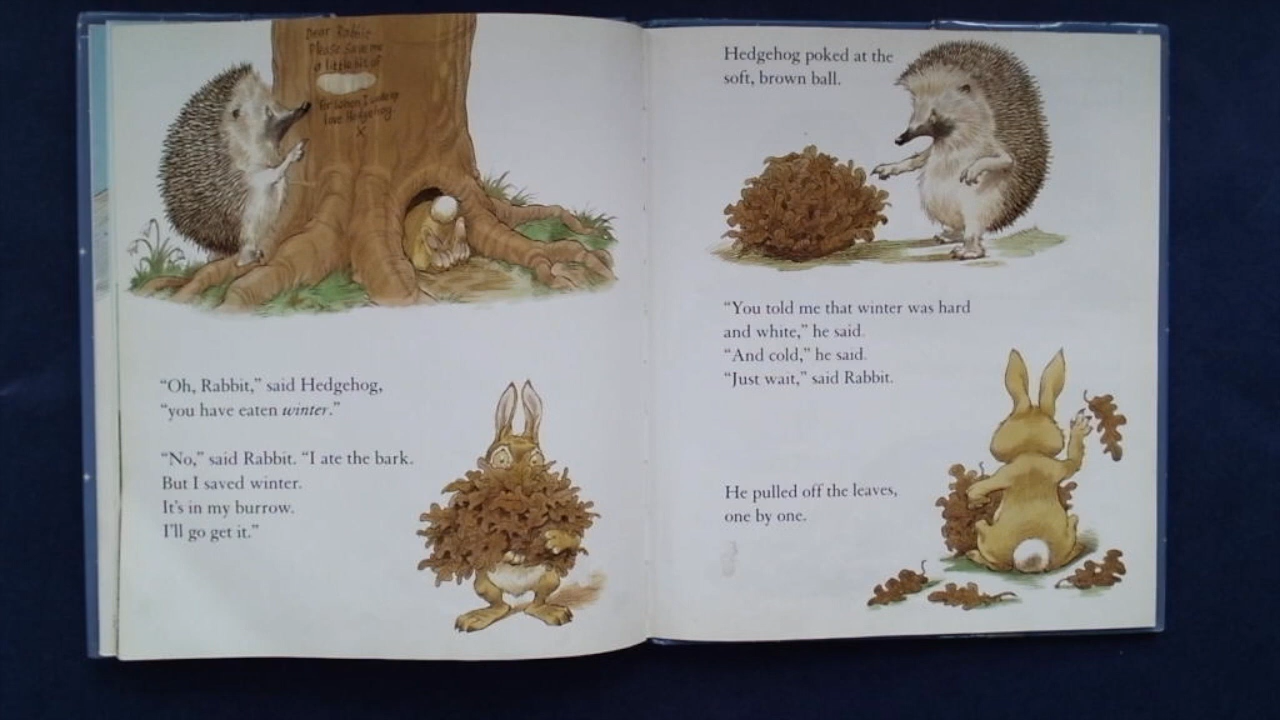 Dear Rabbit
Please save me
a little bit of
for when I wake up
love Hedgehog.
X
“Oh, Rabbit,” said Hedgehog,
“you have eaten winter.”
“No,” said Rabbit. “I ate the bark.
But I saved winter.
It’s in my burrow.
I’ll go get it.”
Hedgehog poked at the
soft, brown ball.
“You told me that winter was hard
and white,” he said.
“And cold,” he said.
“Just wait,” said Rabbit.
He pulled off the leaves,
one by one.